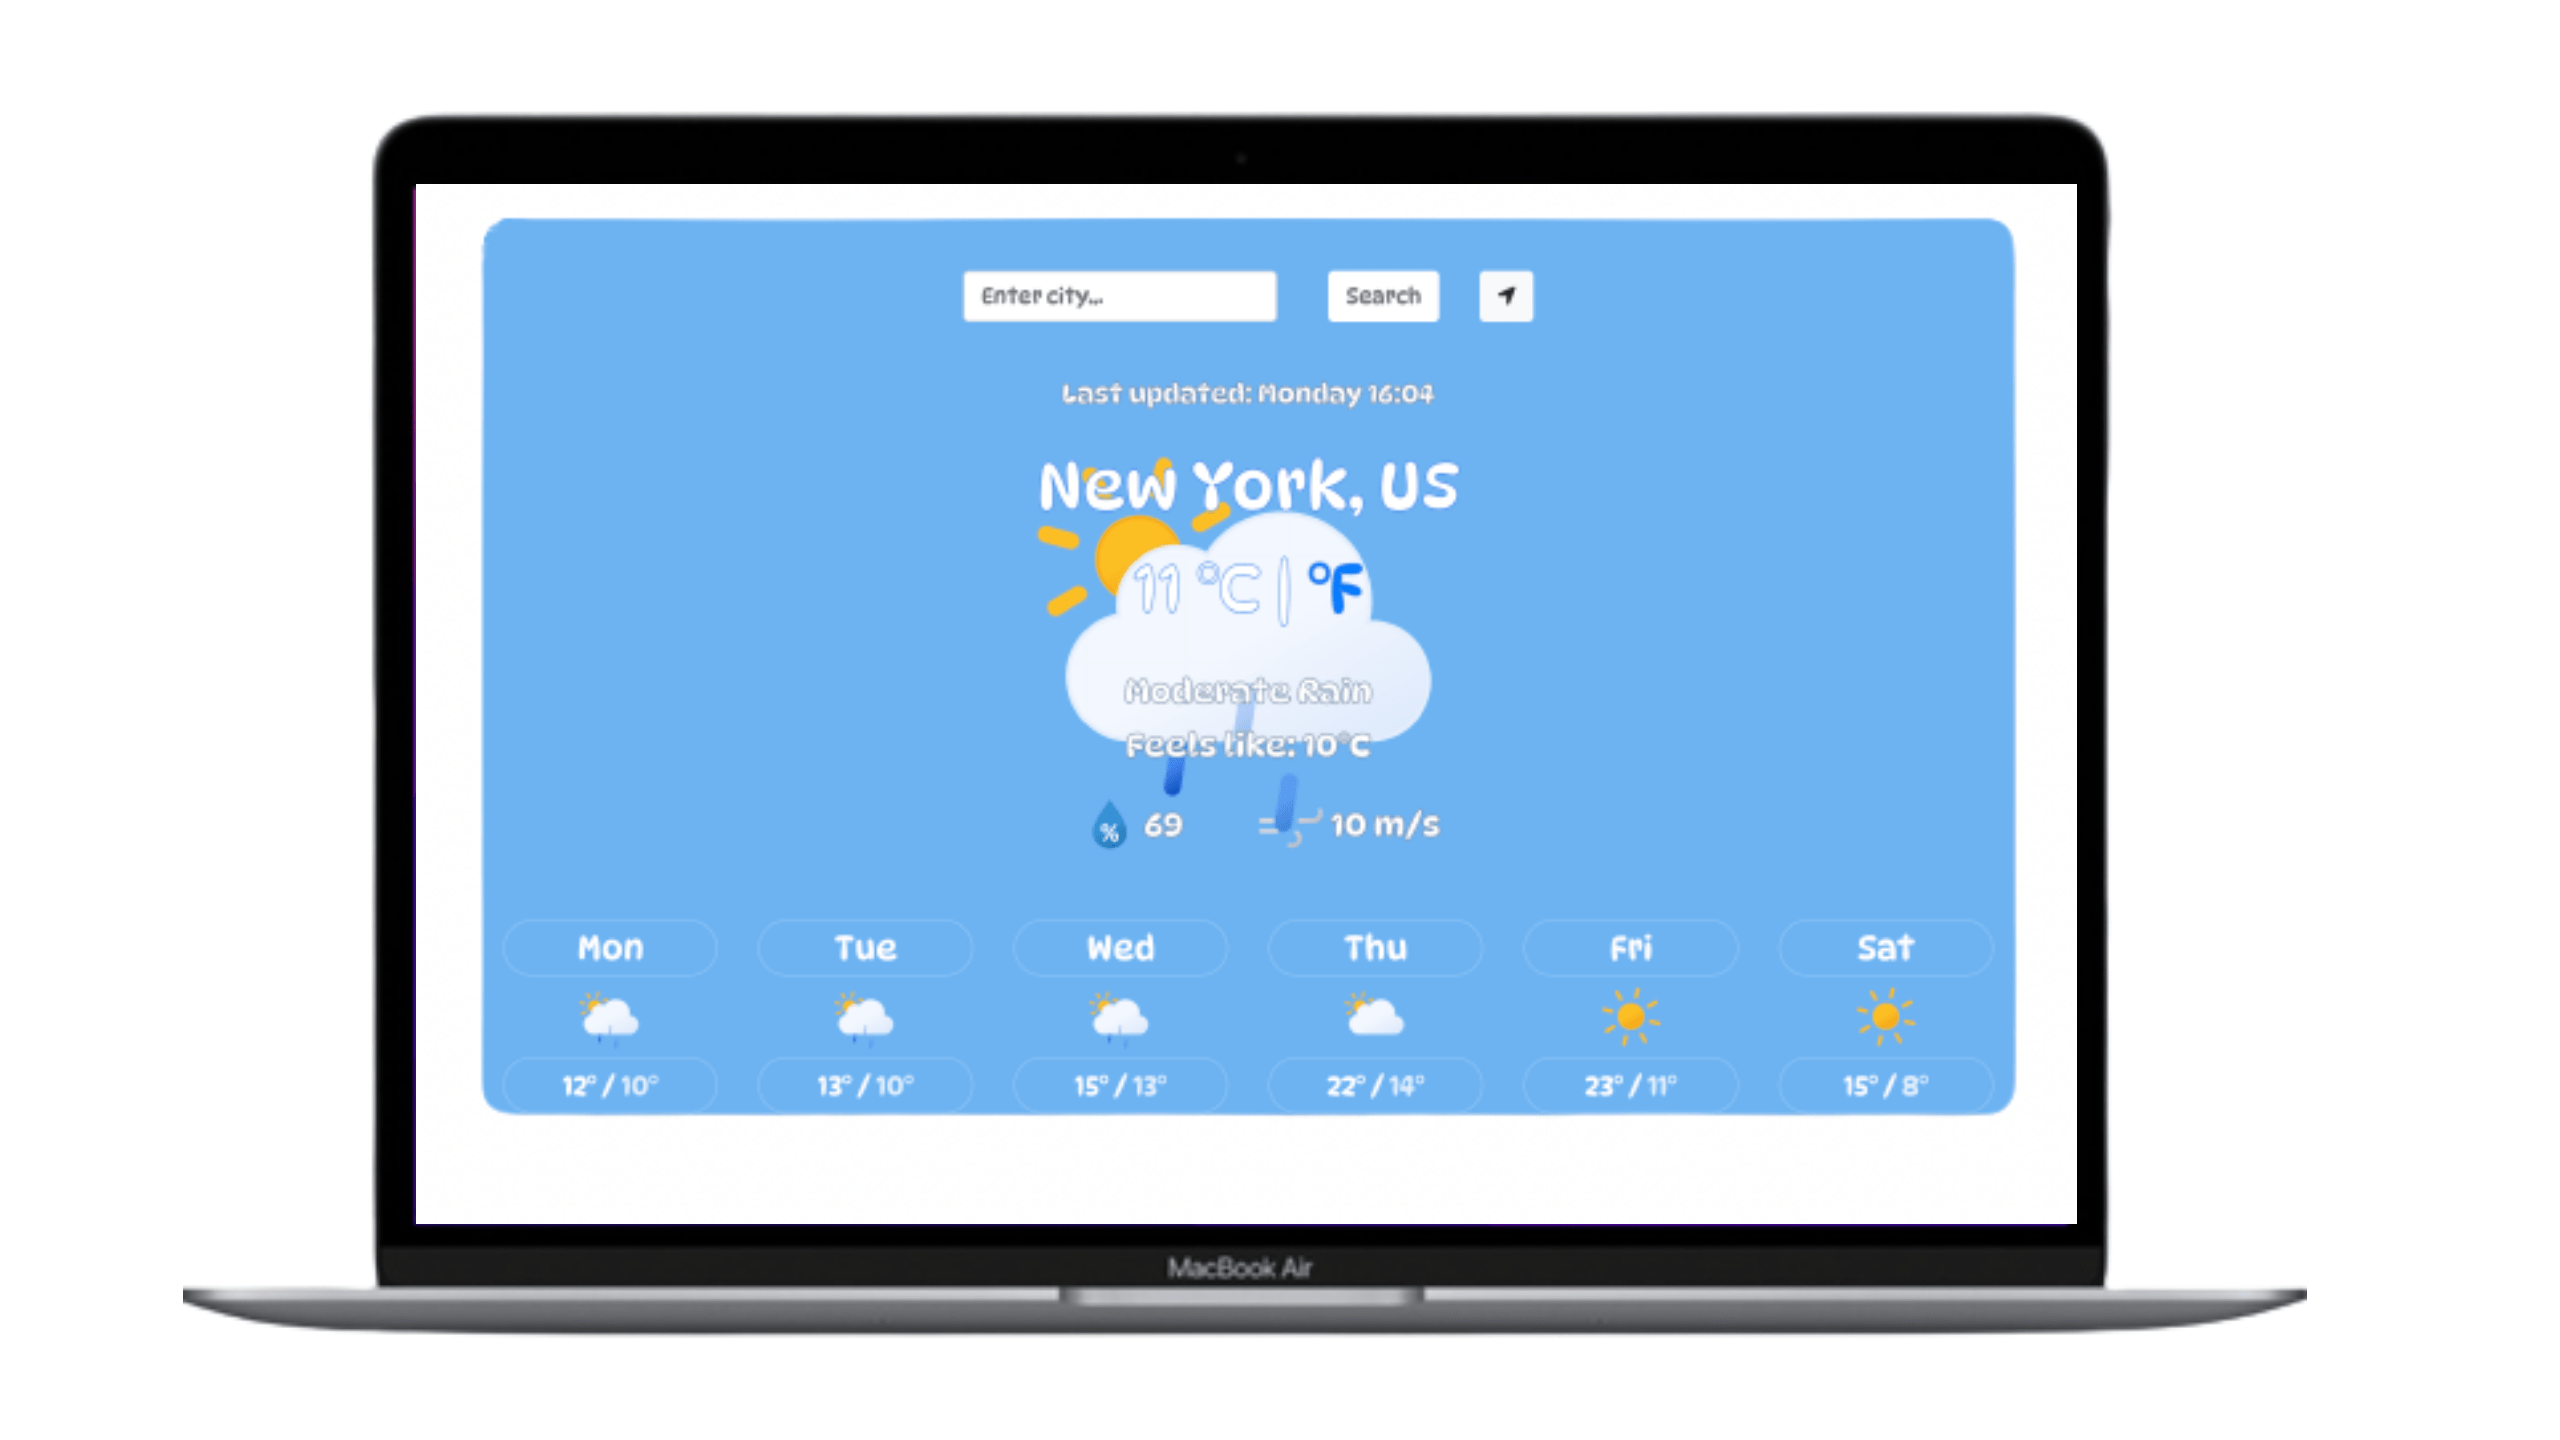 Enter city... Search
Last updated: Monday 16:04
New York, US
11 °C | °F
Moderate Rain
Feels like: 10°C
% 69 10 m/s
Mon Tue Wed Thu Fri Sat
12° / 10° 13° / 10° 15° / 13° 22° / 14° 23° / 11° 15° / 8°
MacBook Air